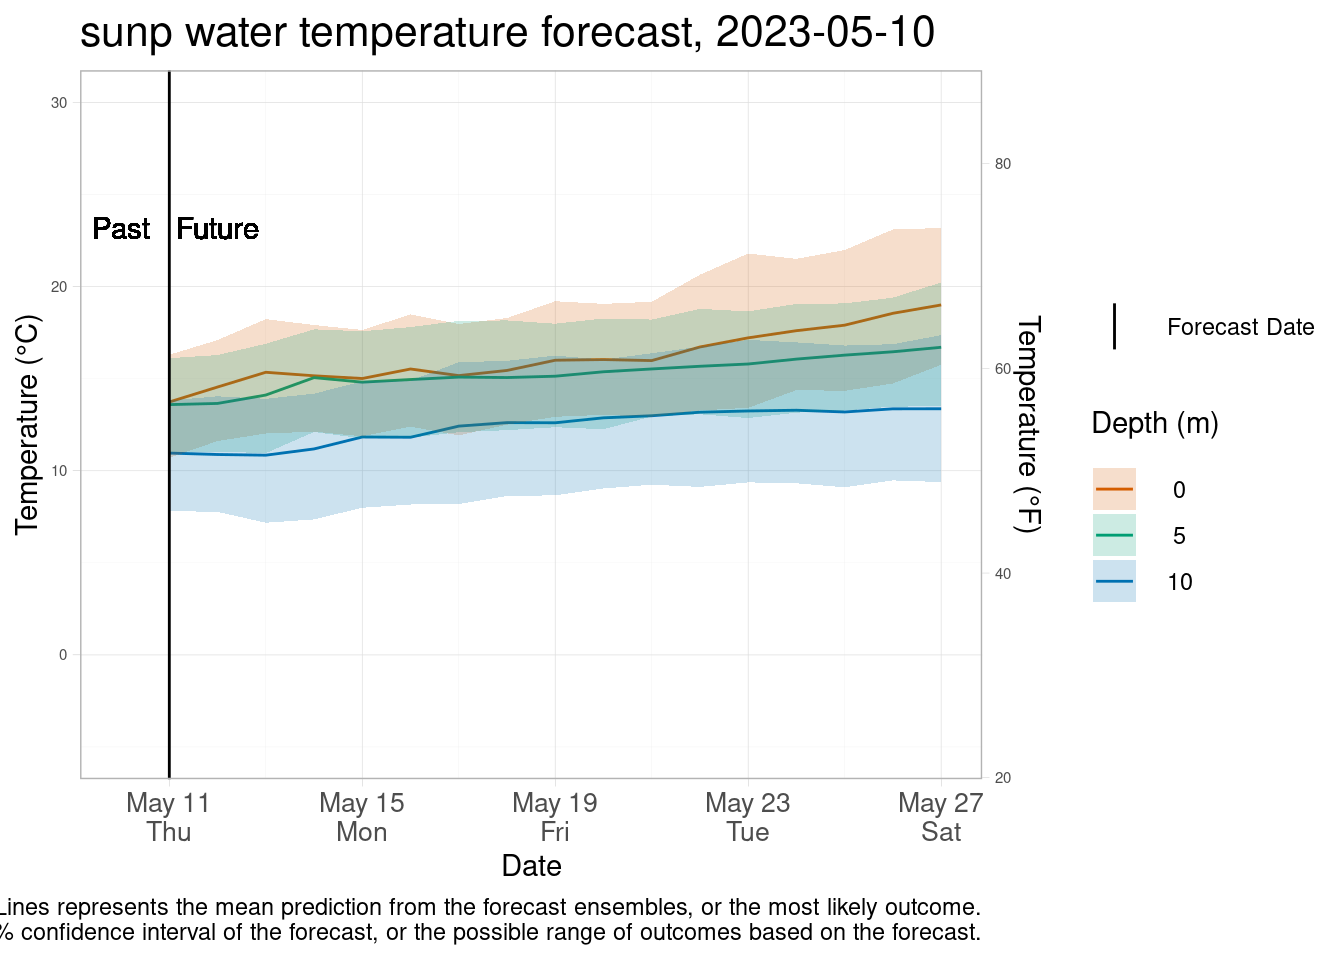 sunp water temperature forecast, 2023-05-10
30
20
10
0
Temperature (°C)
Past Future
80
60
40
20
Temperature (°F)
May 11 May 15 May 19 May 23 May 27
Thu Mon Fri Tue Sat
Date
Forecast Date
Depth (m)
0
5
10
Lines represents the mean prediction from the forecast ensembles, or the most likely outcome.
% confidence interval of the forecast, or the possible range of outcomes based on the forecast.